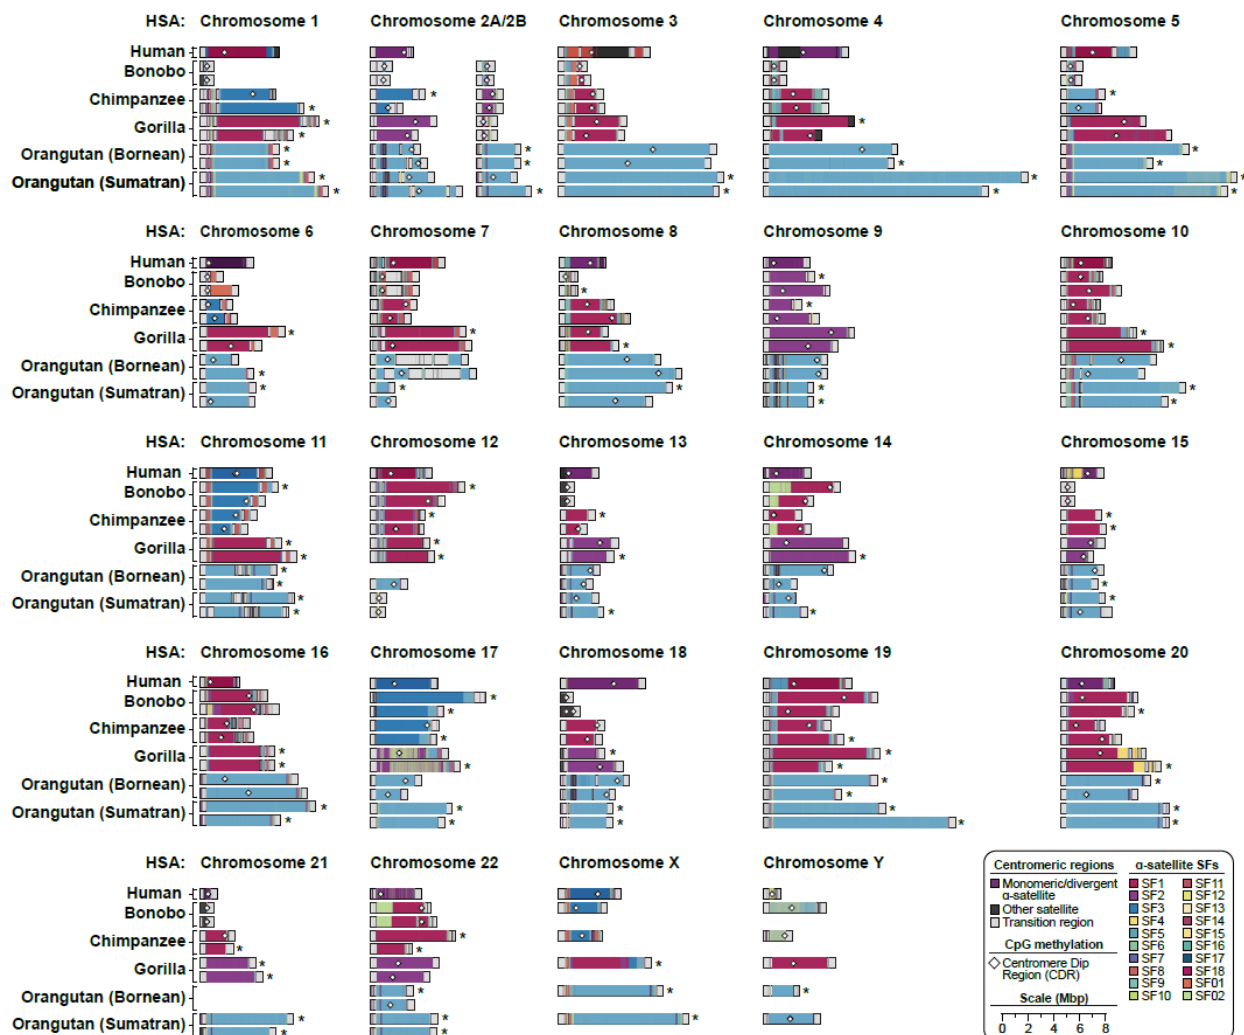 HSA: Chromosome 1 Chromosome 2A/2B Chromosome 3 Chromosome 4 Chromosome 5
Human
Bonobo
Chimpanzee *
* *
Gorilla * *
*
Orangutan (Bornean) * * *
* * * *
Orangutan (Sumatran) * * * *
* * * * *
HSA: Chromosome 6 Chromosome 7 Chromosome 8 Chromosome 9 Chromosome 10
Human
Bonobo *
*
Chimpanzee *
Gorilla * * *
* *
Orangutan (Bornean)
* *
Orangutan (Sumatran) * * * * *
* *
HSA: Chromosome 11 Chromosome 12 Chromosome 13 Chromosome 14 Chromosome 15
Human
Bonobo * *
Chimpanzee * * *
*
Gorilla * *
* * * *
Orangutan (Bornean) *
* *
Orangutan (Sumatran) * *
* * *
HSA: Chromosome 16 Chromosome 17 Chromosome 18 Chromosome 19 Chromosome 20
Human
Bonobo *
* *
Chimpanzee
* *
Gorilla * * *
* * * *
Orangutan (Bornean) * *
*
Orangutan (Sumatran) * * * * *
* * * * *
HSA: Chromosome 21 Chromosome 22 Chromosome X Chromosome Y
Human
Bonobo
Chimpanzee *
* *
Gorilla * *
*
Orangutan (Bornean) * * *
Orangutan (Sumatran) * * *
* *
Centromeric regions
Monomeric/divergent
α-satellite
Other satellite
Transition region
CpG methylation
Centromere Dip
Region (CDR)
Scale (Mbp)
0 2 4 6 8
α-satellite SFs
SF1 SF11
SF2 SF12
SF3 SF13
SF4 SF14
SF5 SF15
SF6 SF16
SF7 SF17
SF8 SF18
SF9 SF01
SF10 SF02